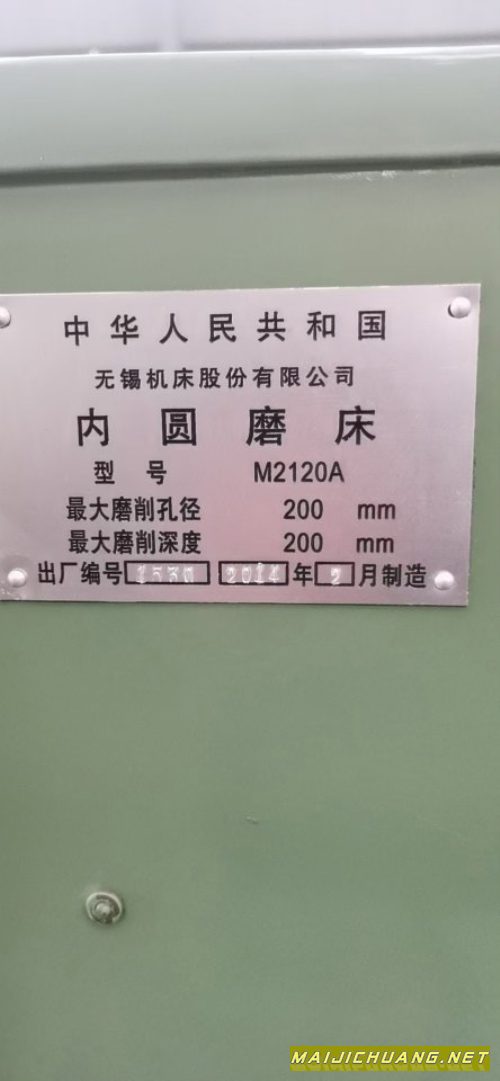 中华人民共和国
无锡机床股份有限公司
内圆磨床
型号 M2120A
最大磨削孔径 200 mm
最大磨削深度 200 mm
出厂编号 2014 年 2 月制造
MAIJICHUANG.NET